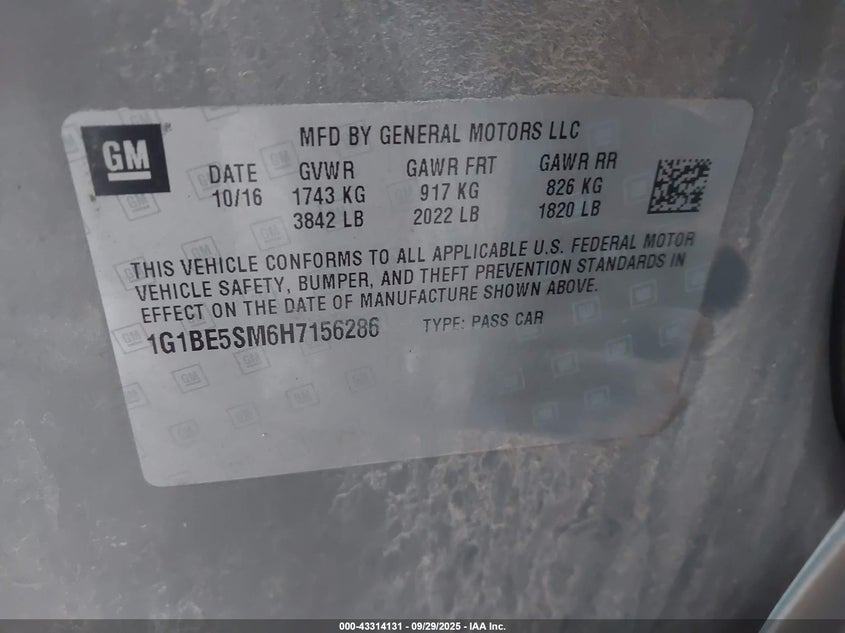 GM
MFD BY GENERAL MOTORS LLC
DATE GVWR GAWR FRT GAWR RR
10/16 1743 KG 917 KG 826 KG
3842 LB 2022 LB 1820 LB
THIS VEHICLE CONFORMS TO ALL APPLICABLE U.S. FEDERAL MOTOR
VEHICLE SAFETY, BUMPER, AND THEFT PREVENTION STANDARDS IN
EFFECT ON THE DATE OF MANUFACTURE SHOWN ABOVE.
1G1BE5SM6H7156286 TYPE: PASS CAR
000-43314131 - 09/29/2025 - IAA Inc.